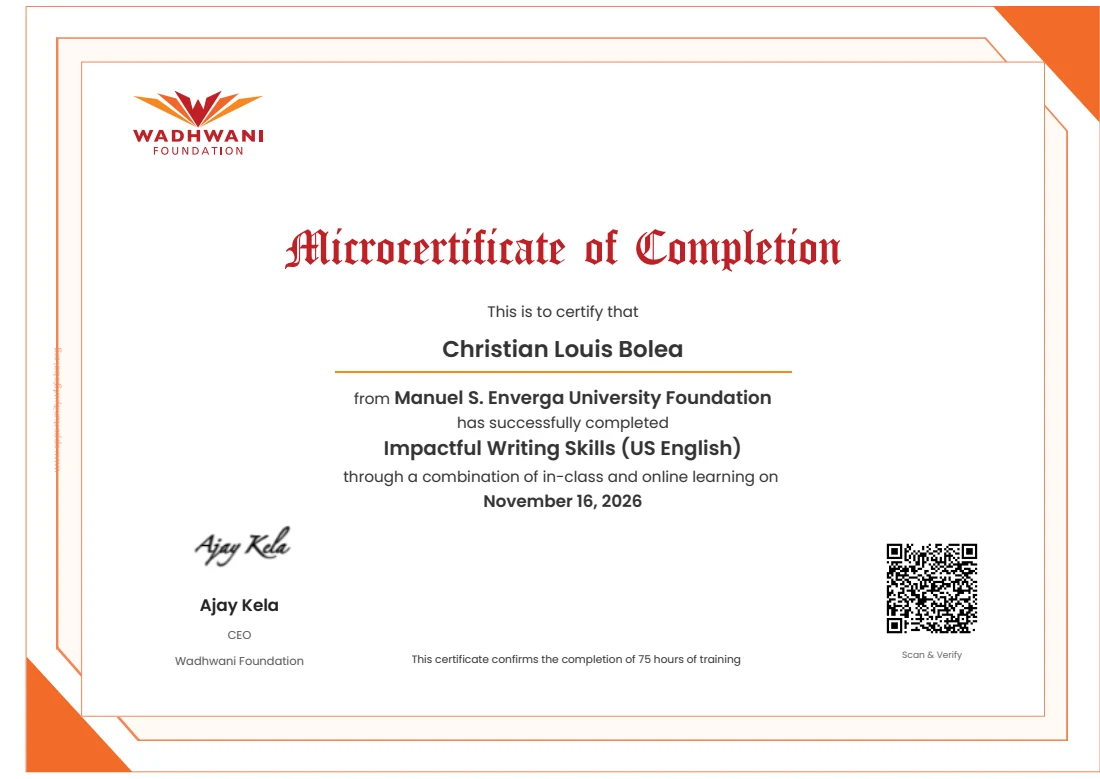 WADHWANI
FOUNDATION
Microcertificate of Completion
This is to certify that
Christian Louis Bolea
from Manuel S. Enverga University Foundation
has successfully completed
Impactful Writing Skills (US English)
through a combination of in-class and online learning on
November 16, 2026
Ajay Kela
Ajay Kela
CEO
Wadhwani Foundation
This certificate confirms the completion of 75 hours of training
Scan & Verify